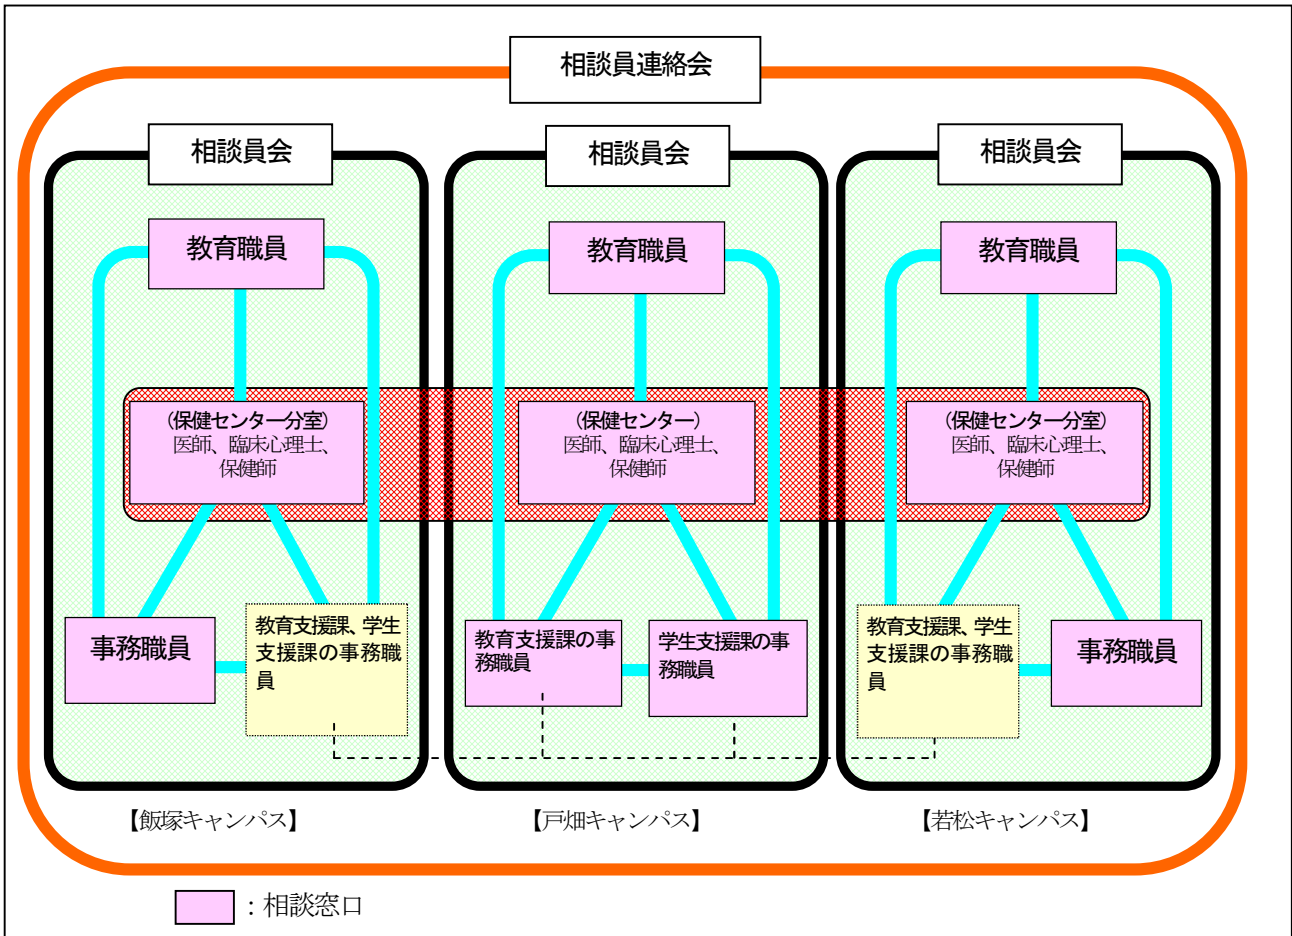 相談員連絡会
相談員会
教育職員
(保健センター分室)
医師、臨床心理士、
保健師
事務職員
教育支援課、学生
支援課の事務職
員
【飯塚キャンパス】
相談員会
教育職員
(保健センター)
医師、臨床心理士、
保健師
教育支援課の事
務職員
学生支援課の事
務職員
【戸畑キャンパス】
相談員会
教育職員
(保健センター分室)
医師、臨床心理士、
保健師
教育支援課、学生
支援課の事務職
員
事務職員
【若松キャンパス】
：相談窓口